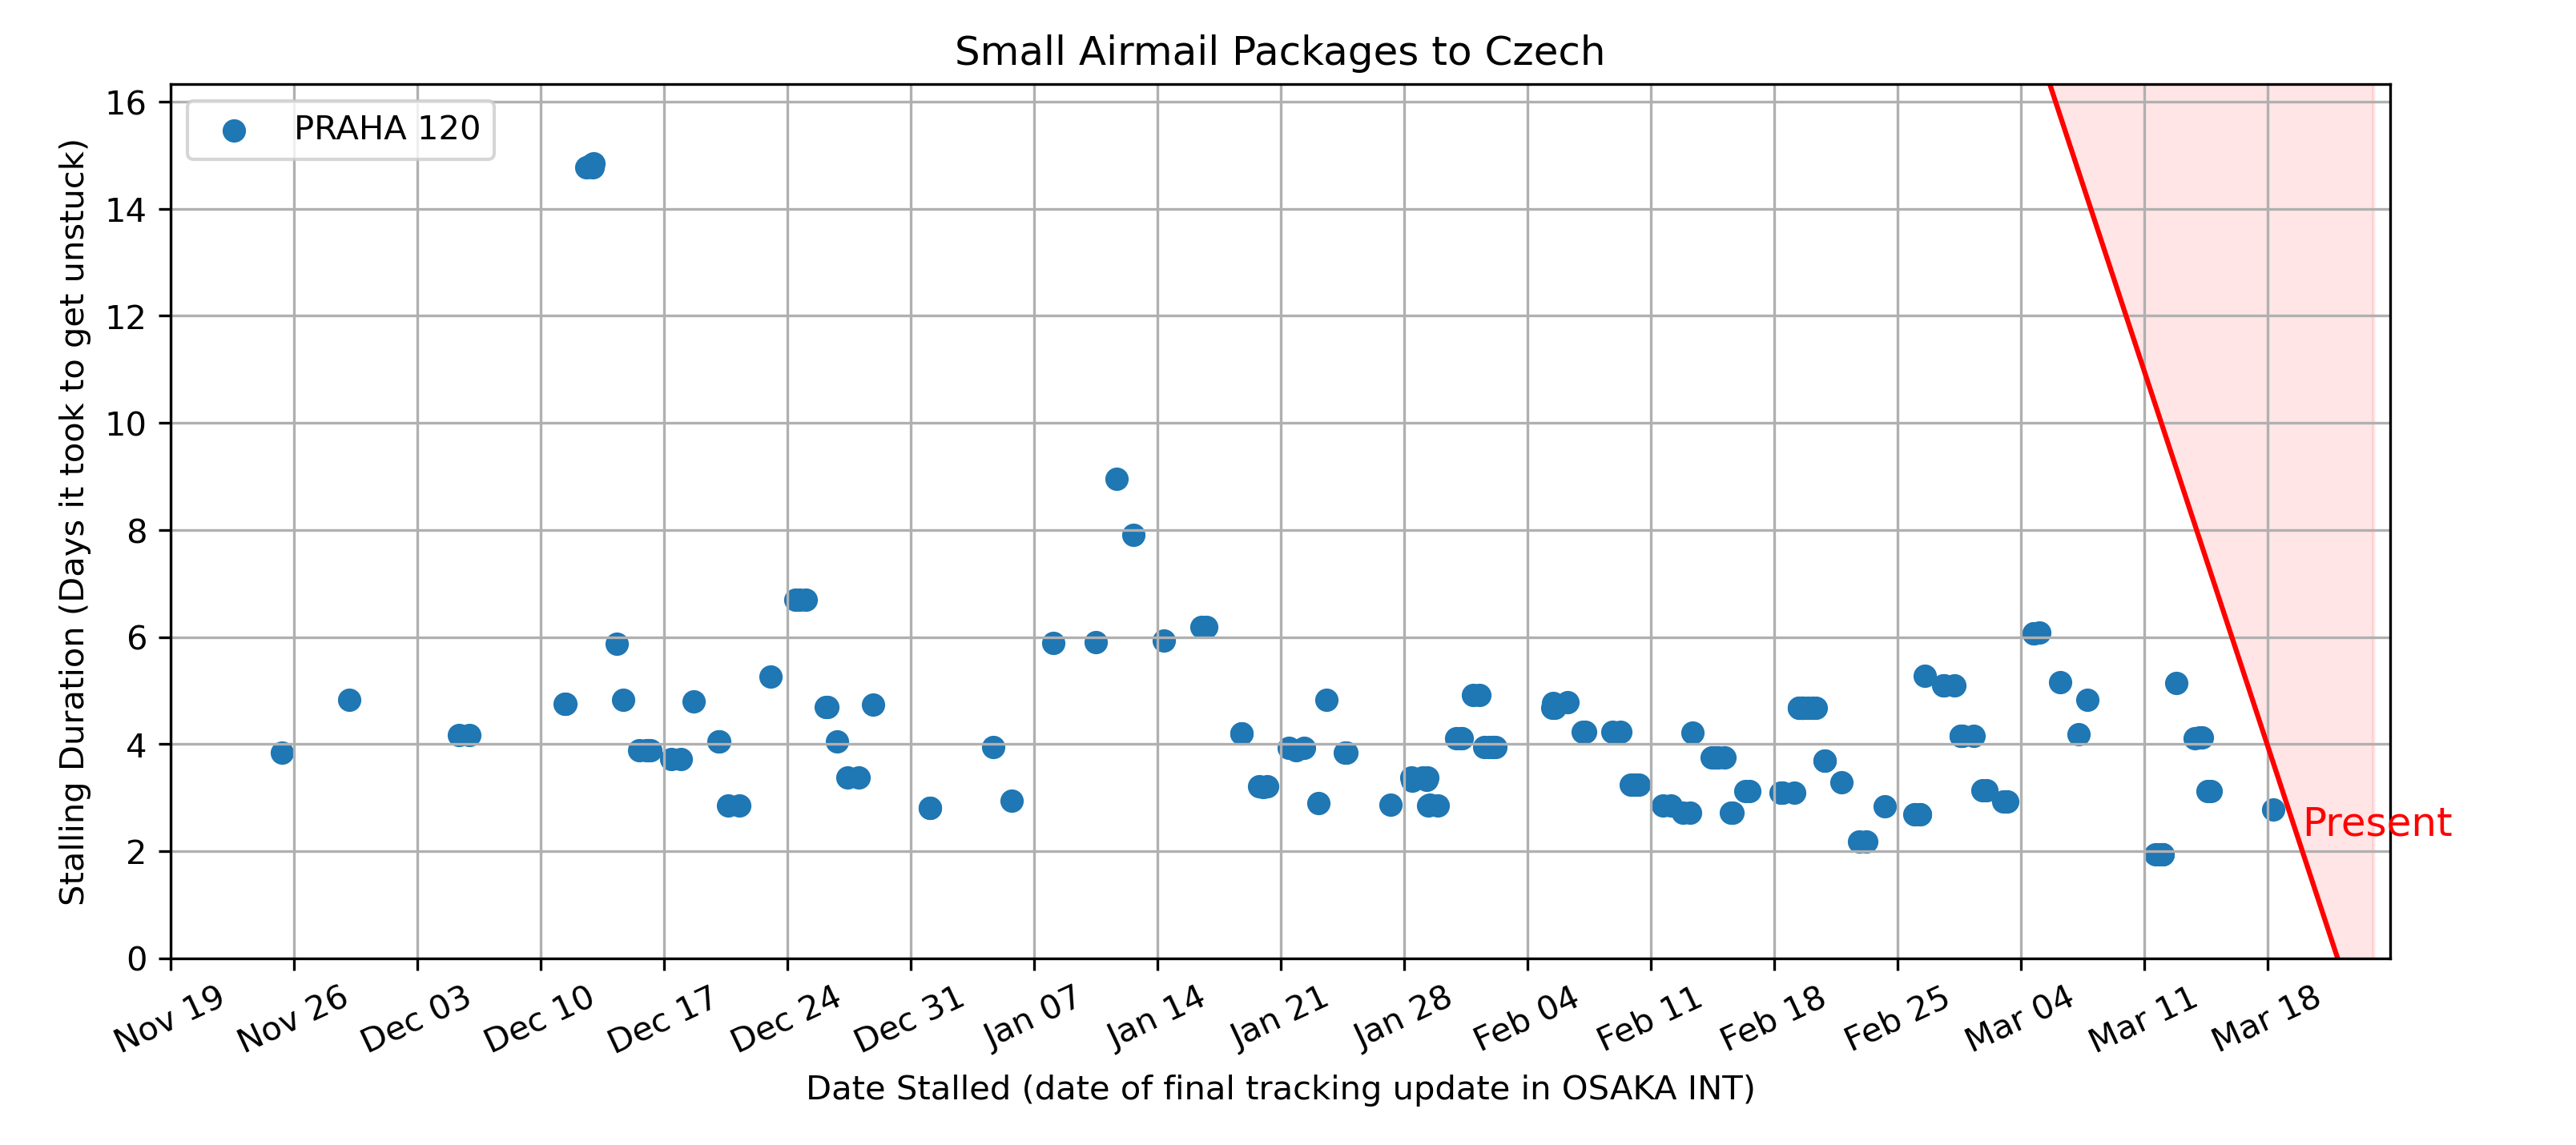 Small Airmail Packages to Czech
PRAHA 120
Stalling Duration (Days it took to get unstuck)
16
14
12
10
8
6
4
2
0
Present
Nov 19
Nov 26
Dec 03
Dec 10
Dec 17
Dec 24
Dec 31
Jan 07
Jan 14
Jan 21
Jan 28
Feb 04
Feb 11
Feb 18
Feb 25
Mar 04
Mar 11
Mar 18
Date Stalled (date of final tracking update in OSAKA INT)